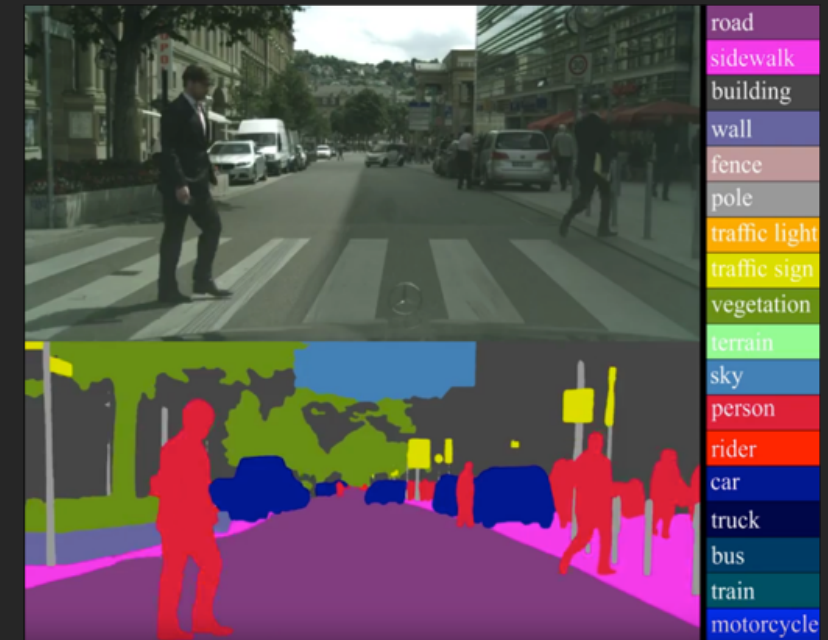 road
sidewalk
building
wall
fence
pole
traffic light
traffic sign
vegetation
terrain
sky
person
rider
car
truck
bus
train
motorcycle